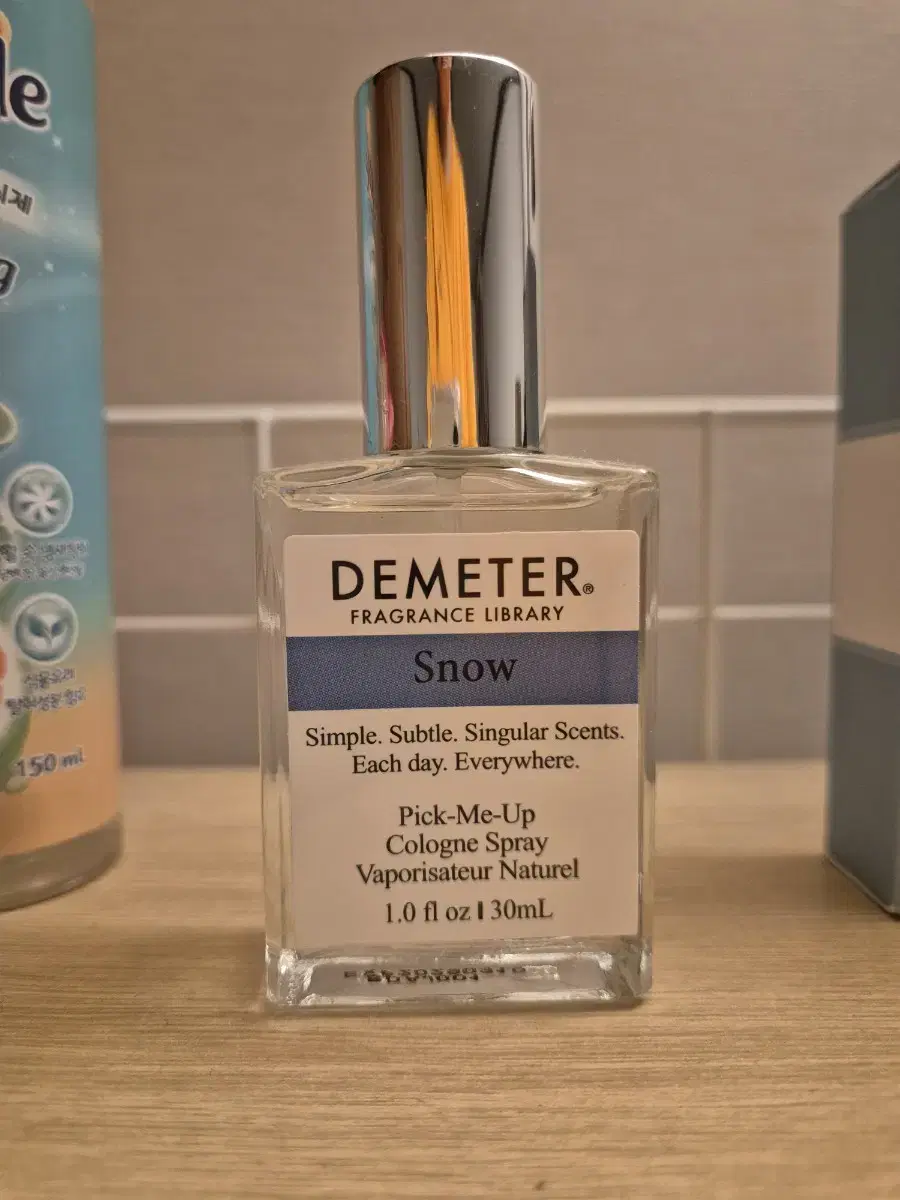 DEMETER®
FRAGRANCE LIBRARY
Snow
Simple. Subtle. Singular Scents.
Each day. Everywhere.
Pick-Me-Up
Cologne Spray
Vaporisateur Naturel
1.0 fl oz I 30mL
le
g
150 ml